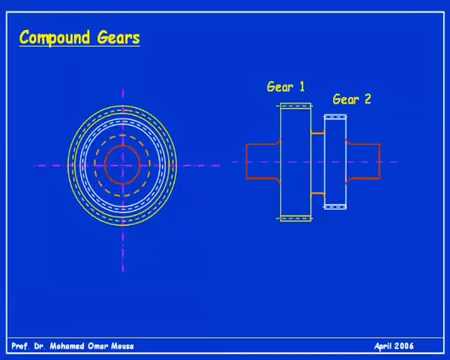 Compound Gears
Gear 1
Gear 2
Prof. Dr. Mohamed Omar Mousa
April 2006